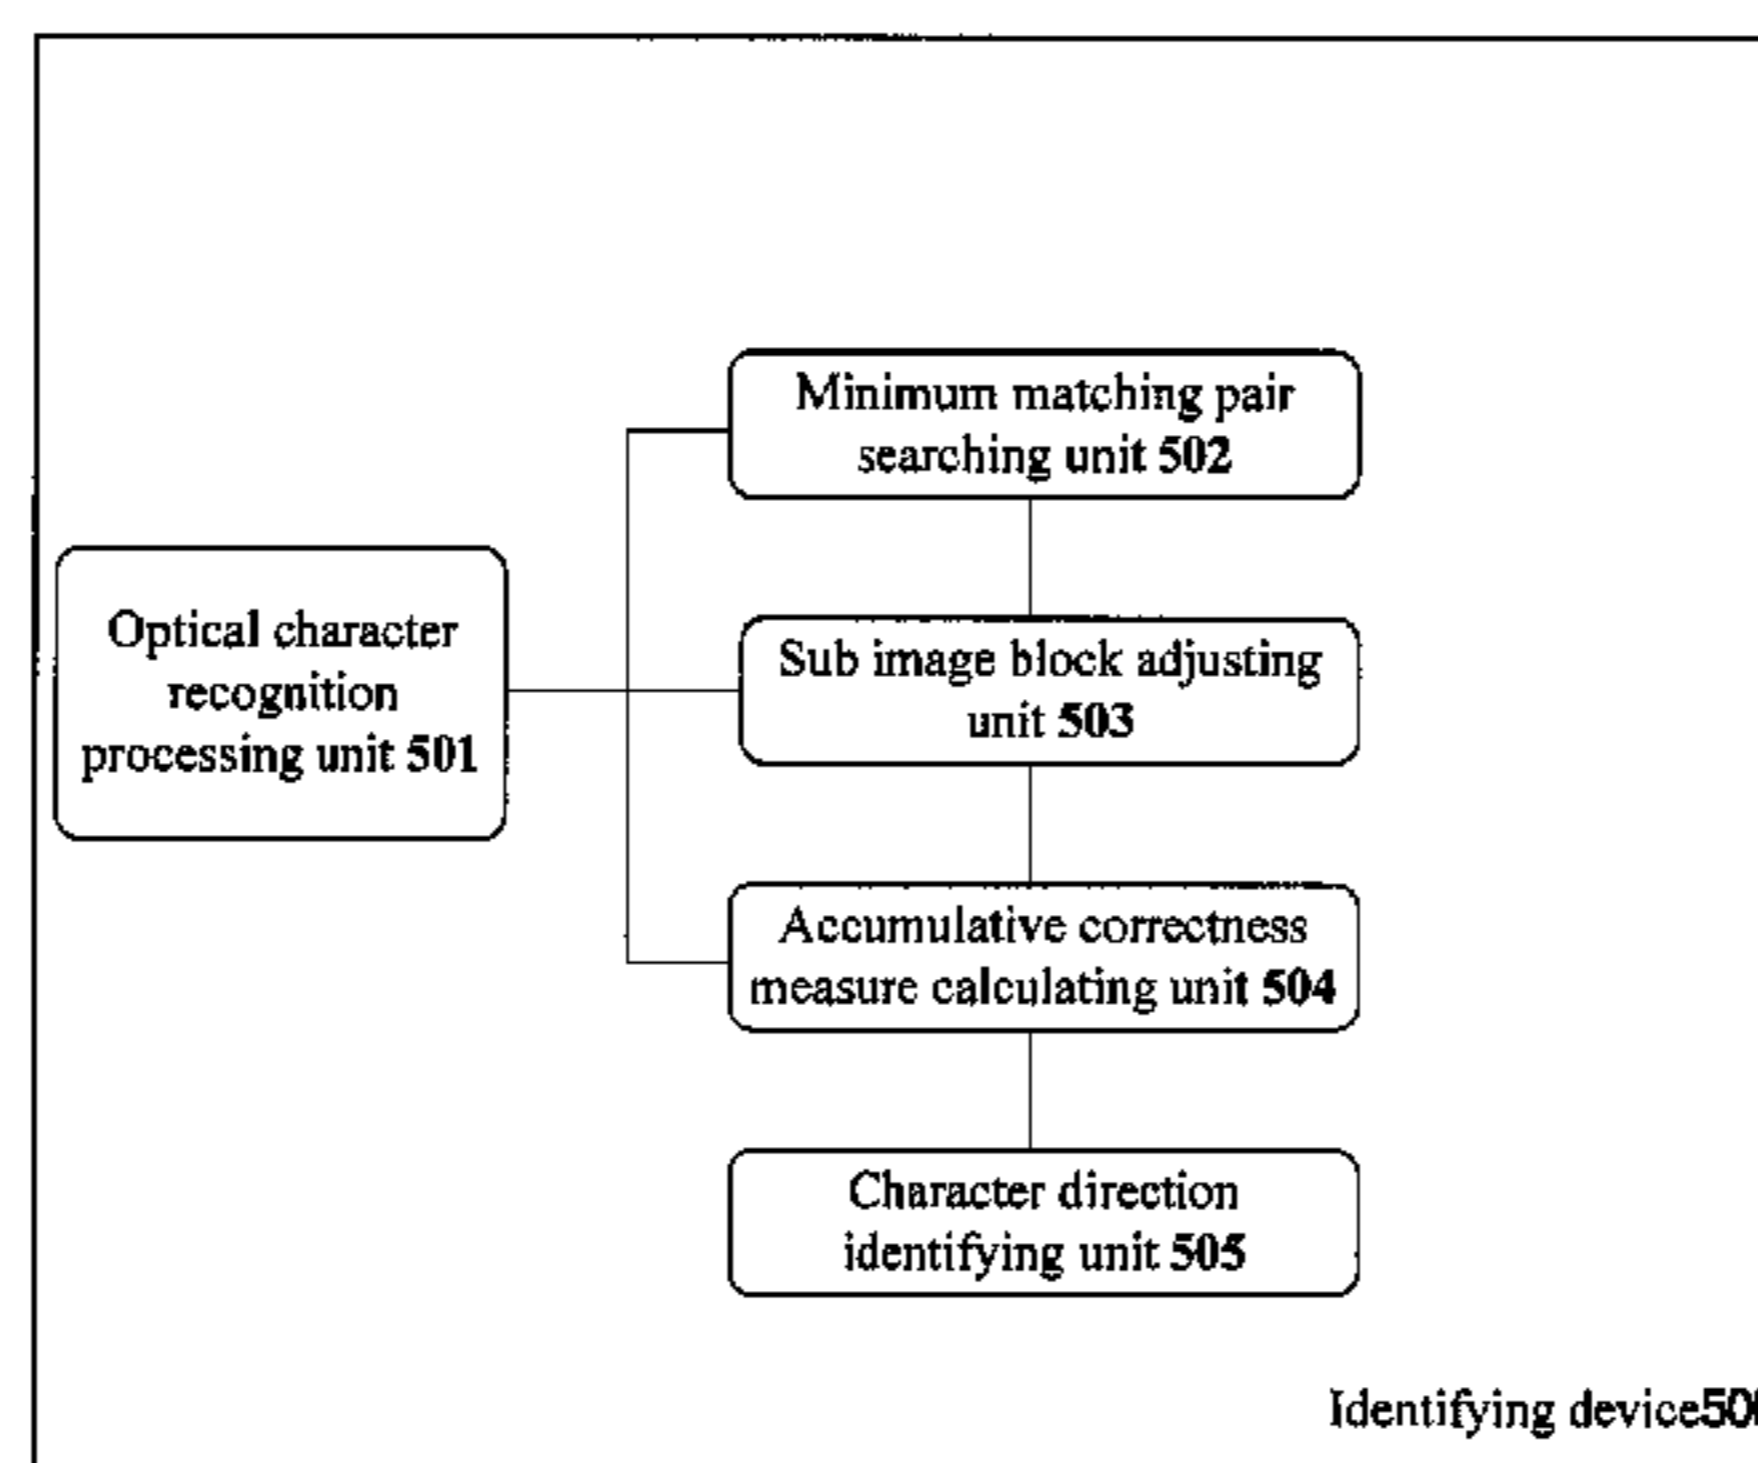 Minimum matching pair
searching unit 502
Optical character
recognition
processing unit 501
Sub image block adjusting
unit 503
Accumulative correctness
measure calculating unit 504
Character direction
identifying unit 505
Identifying device